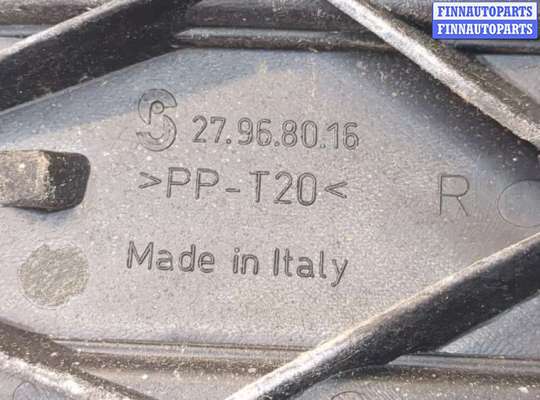 FINNAUTOPARTS
FINNAUTOPARTS
27.96.80.16
>PP-T20<
R
Made in Italy